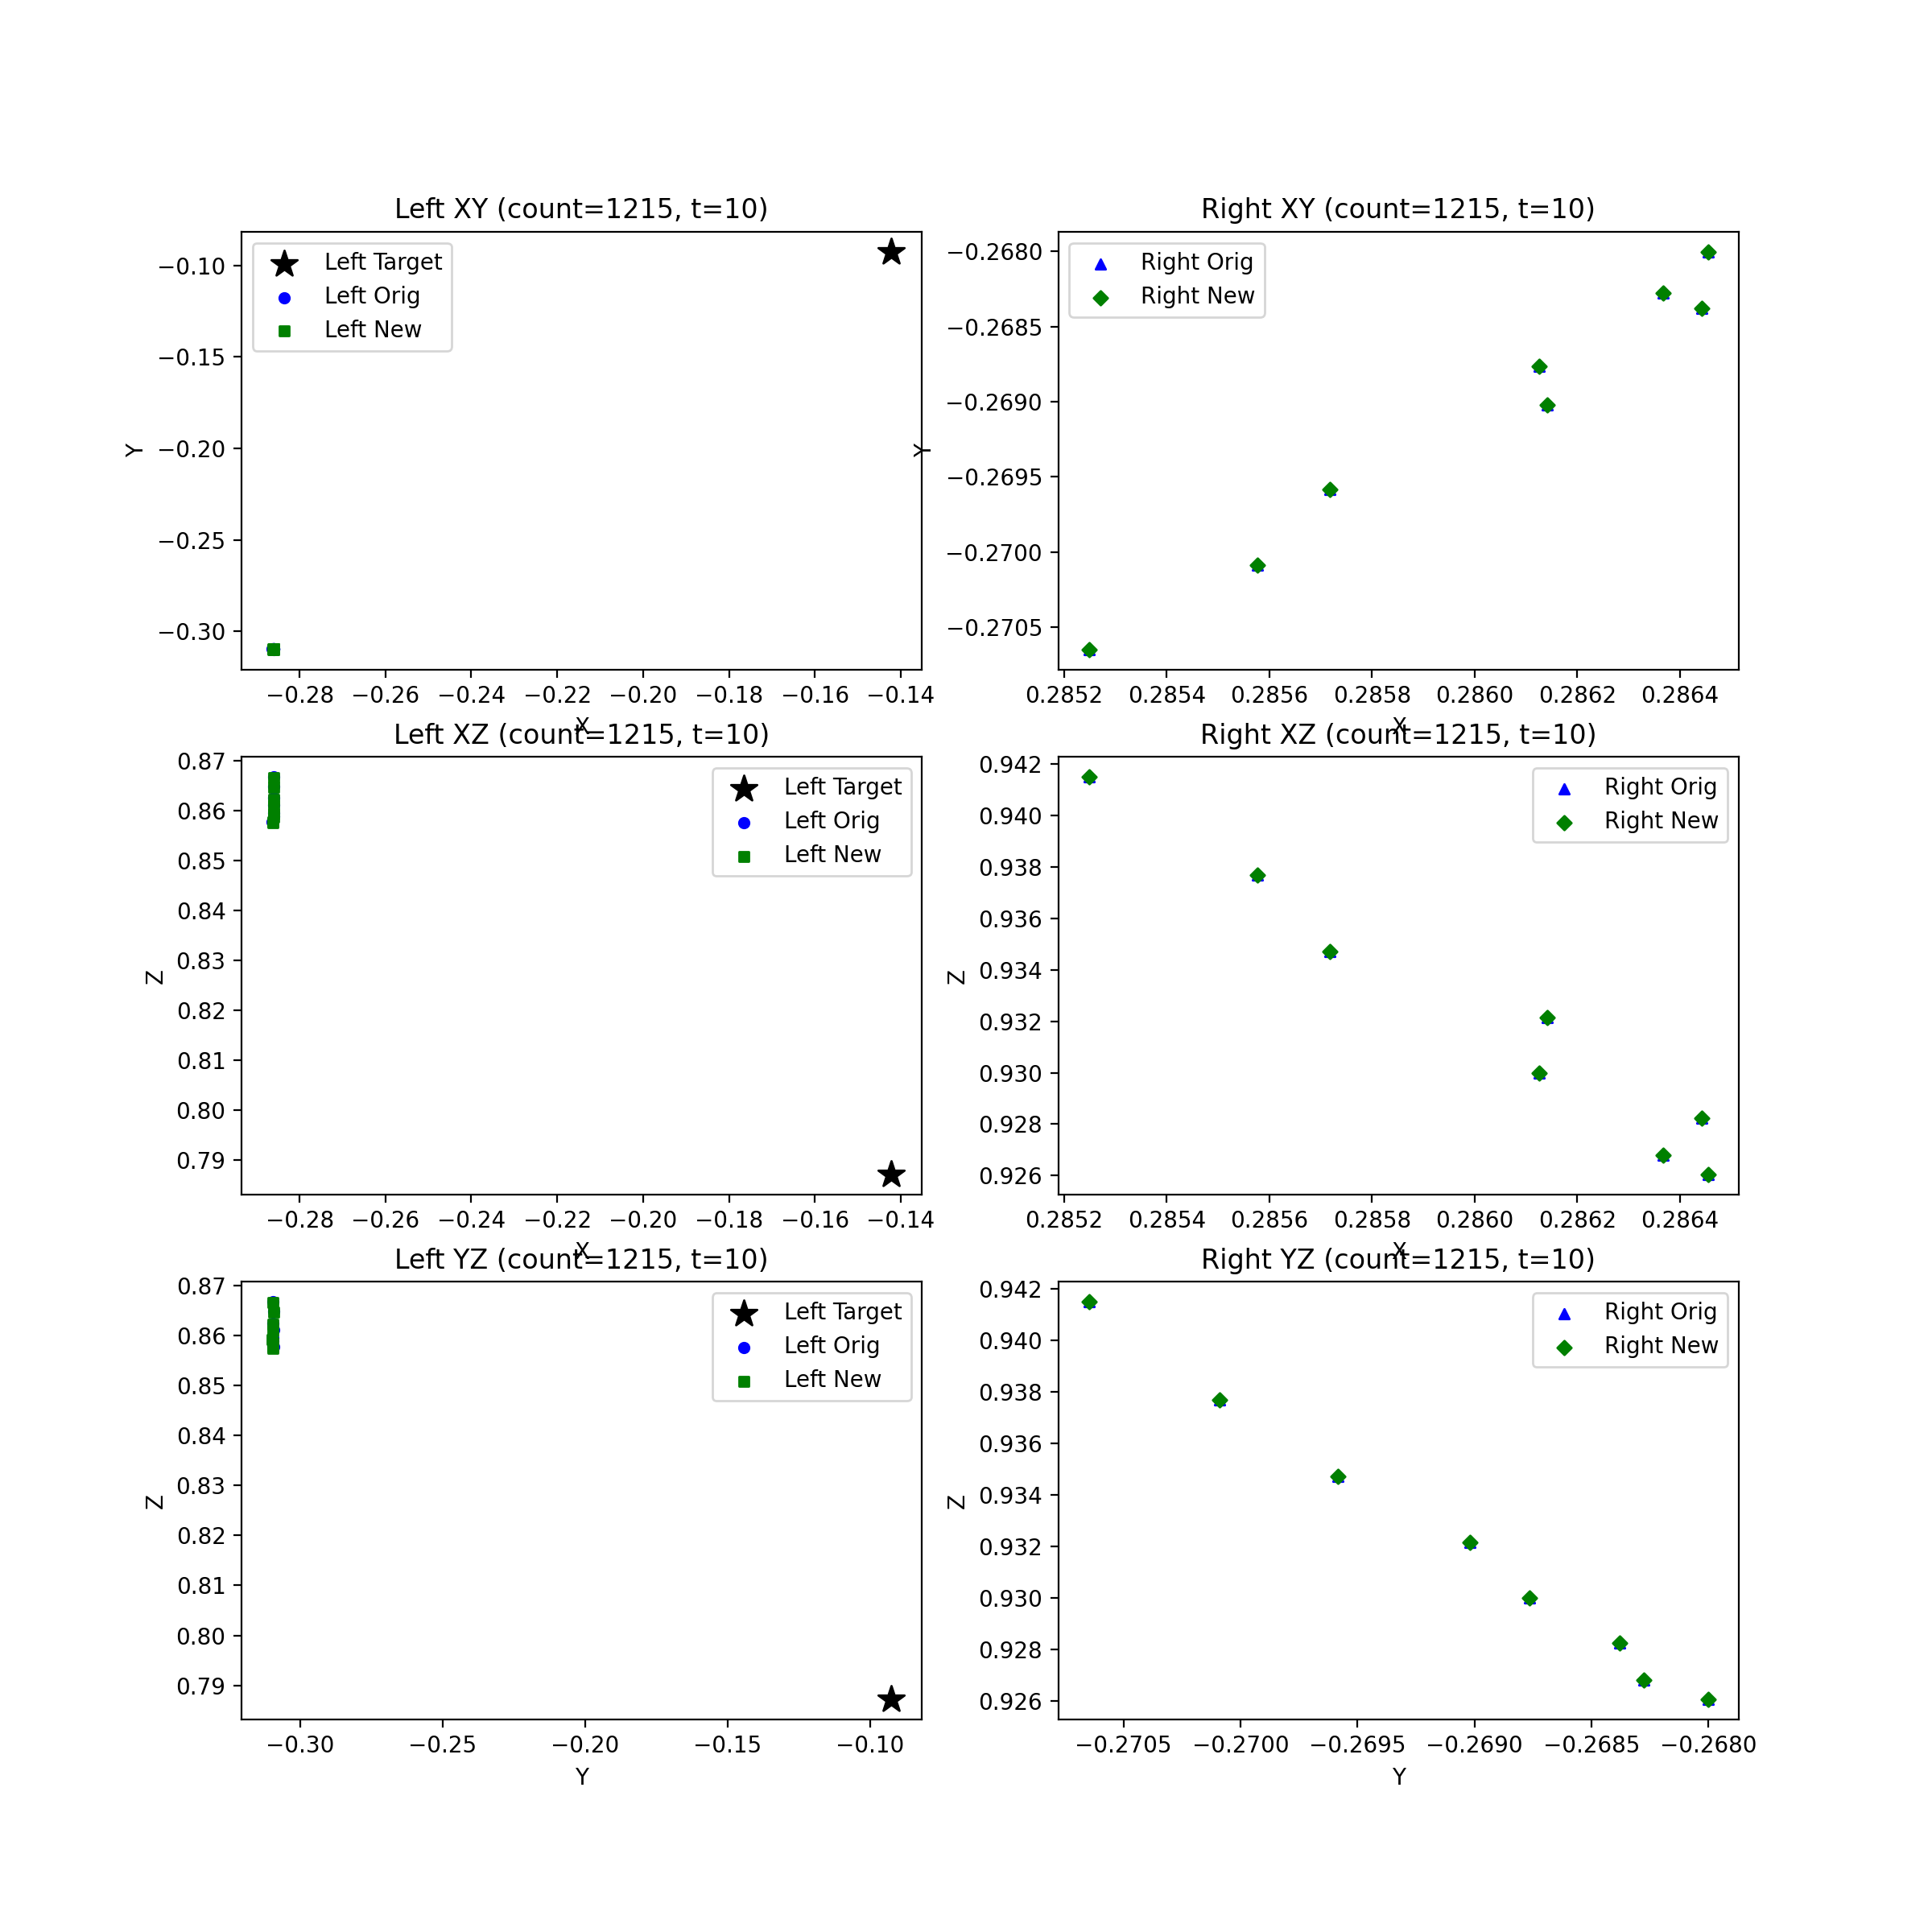 Left XY (count=1215, t=10)
Left Target
Left Orig
Left New
−0.10
−0.15
−0.20
−0.25
−0.30
Y
−0.28 −0.26 −0.24 −0.22 −0.20 −0.18 −0.16 −0.14
X
Right XY (count=1215, t=10)
Right Orig
Right New
−0.2680
−0.2685
−0.2690
−0.2695
−0.2700
−0.2705
Y
0.2852 0.2854 0.2856 0.2858 0.2860 0.2862 0.2864
X
Left XZ (count=1215, t=10)
Left Target
Left Orig
Left New
0.87
0.86
0.85
0.84
0.83
0.82
0.81
0.80
0.79
Z
−0.28 −0.26 −0.24 −0.22 −0.20 −0.18 −0.16 −0.14
X
Right XZ (count=1215, t=10)
Right Orig
Right New
0.942
0.940
0.938
0.936
0.934
0.932
0.930
0.928
0.926
Z
0.2852 0.2854 0.2856 0.2858 0.2860 0.2862 0.2864
X
Left YZ (count=1215, t=10)
Left Target
Left Orig
Left New
0.87
0.86
0.85
0.84
0.83
0.82
0.81
0.80
0.79
Z
−0.30 −0.25 −0.20 −0.15 −0.10
Y
Right YZ (count=1215, t=10)
Right Orig
Right New
0.942
0.940
0.938
0.936
0.934
0.932
0.930
0.928
0.926
Z
−0.2705 −0.2700 −0.2695 −0.2690 −0.2685 −0.2680
Y